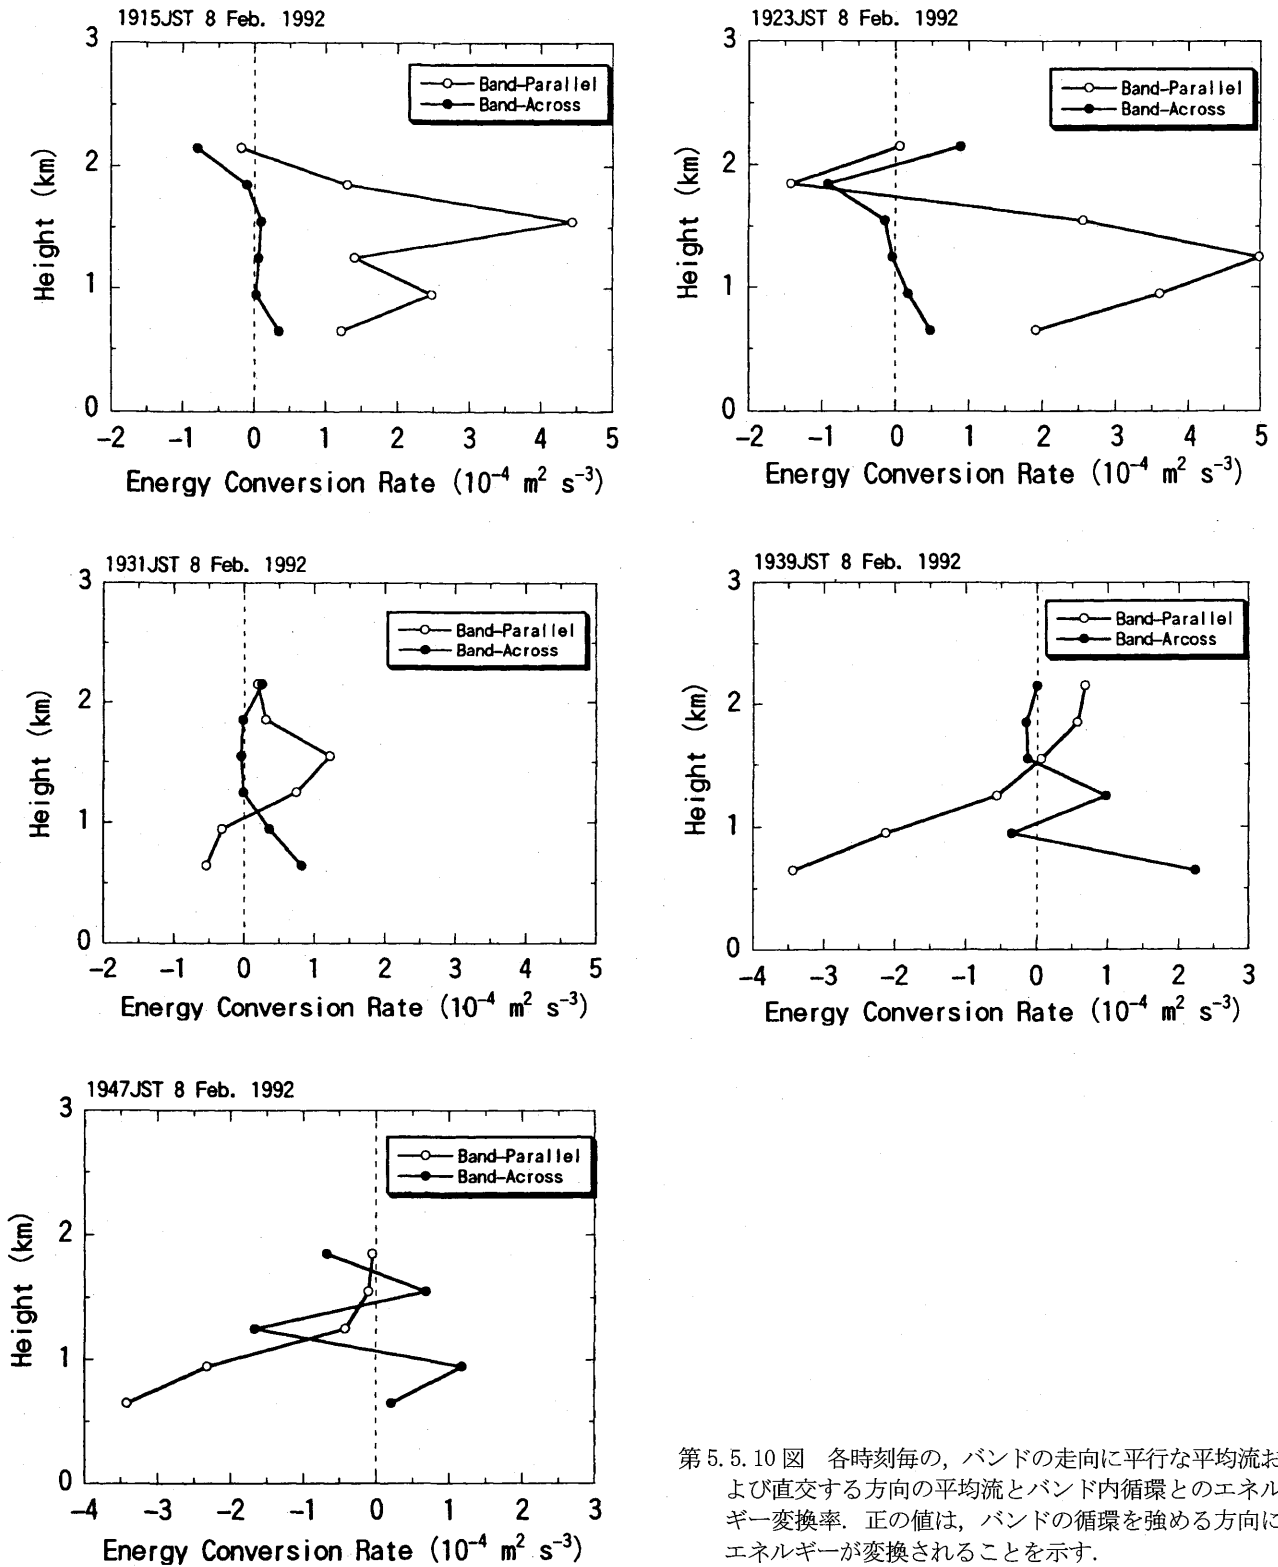 1915JST 8 Feb. 1992
3
2
1
0
Height (km)
Band-Parallel
Band-Across
-2 -1 0 1 2 3 4 5
Energy Conversion Rate (10⁻⁴ m² s⁻³)
1923JST 8 Feb. 1992
3
2
1
0
Height (km)
Band-Parallel
Band-Across
-2 -1 0 1 2 3 4 5
Energy Conversion Rate (10⁻⁴ m² s⁻³)
1931JST 8 Feb. 1992
3
2
1
0
Height (km)
Band-Parallel
Band-Across
-2 -1 0 1 2 3 4 5
Energy Conversion Rate (10⁻⁴ m² s⁻³)
1939JST 8 Feb. 1992
3
2
1
0
Height (km)
Band-Parallel
Band-Arcoss
-4 -3 -2 -1 0 1 2 3
Energy Conversion Rate (10⁻⁴ m² s⁻³)
1947JST 8 Feb. 1992
3
2
1
0
Height (km)
Band-Parallel
Band-Across
-4 -3 -2 -1 0 1 2 3
Energy Conversion Rate (10⁻⁴ m² s⁻³)
第5.5.10図 各時刻毎の，バンドの走向に平行な平均流お
よび直交する方向の平均流とバンド内循環とのエネル
ギー変換率．正の値は，バンドの循環を強める方向に
エネルギーが変換されることを示す．